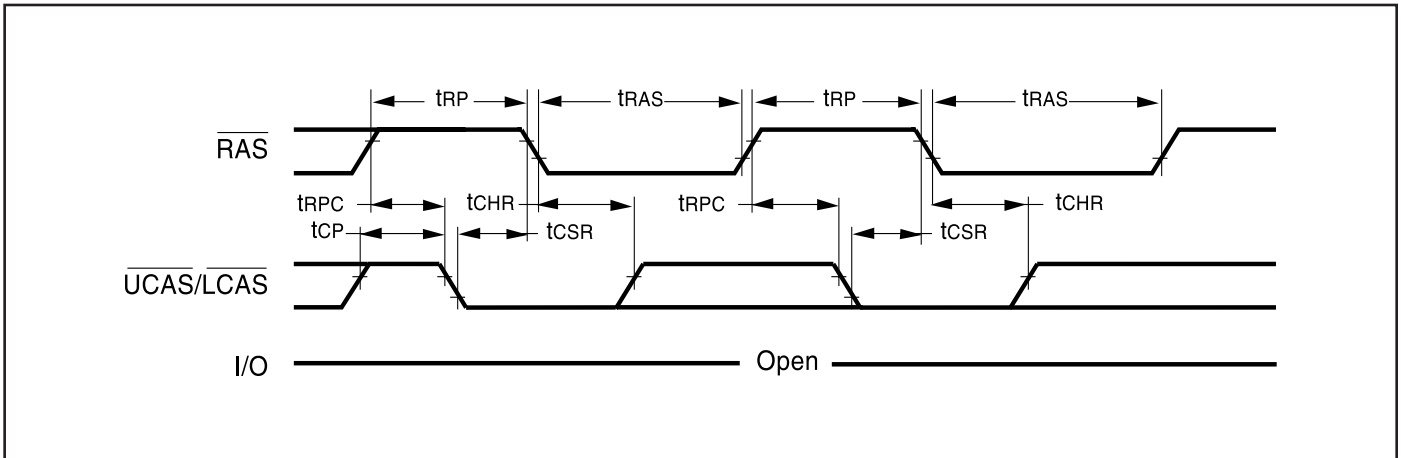 tRP tRAS tRP tRAS
RAS
tRPC tCHR tRPC tCHR
tCP tCSR tCSR
UCAS/LCAS
I/O Open